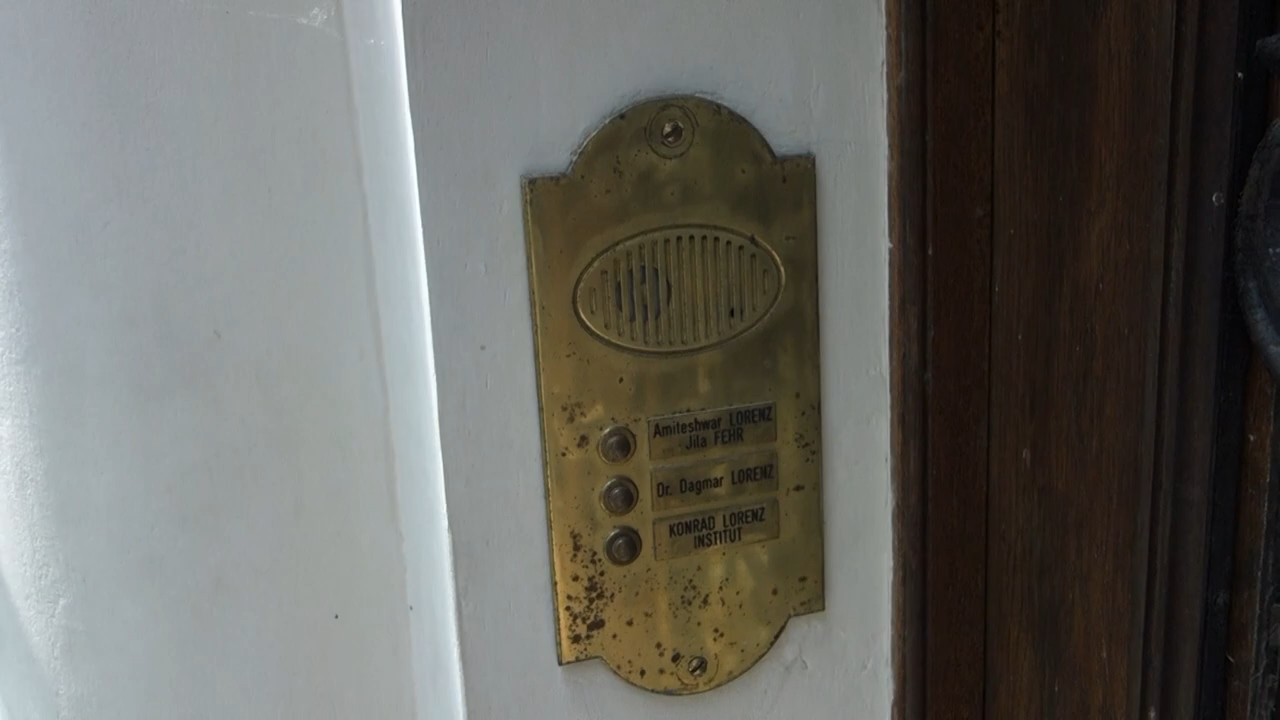 Amiteshwar LORENZ
Jila FEHR
Dr. Dagmar LORENZ
KONRAD LORENZ
INSTITUT